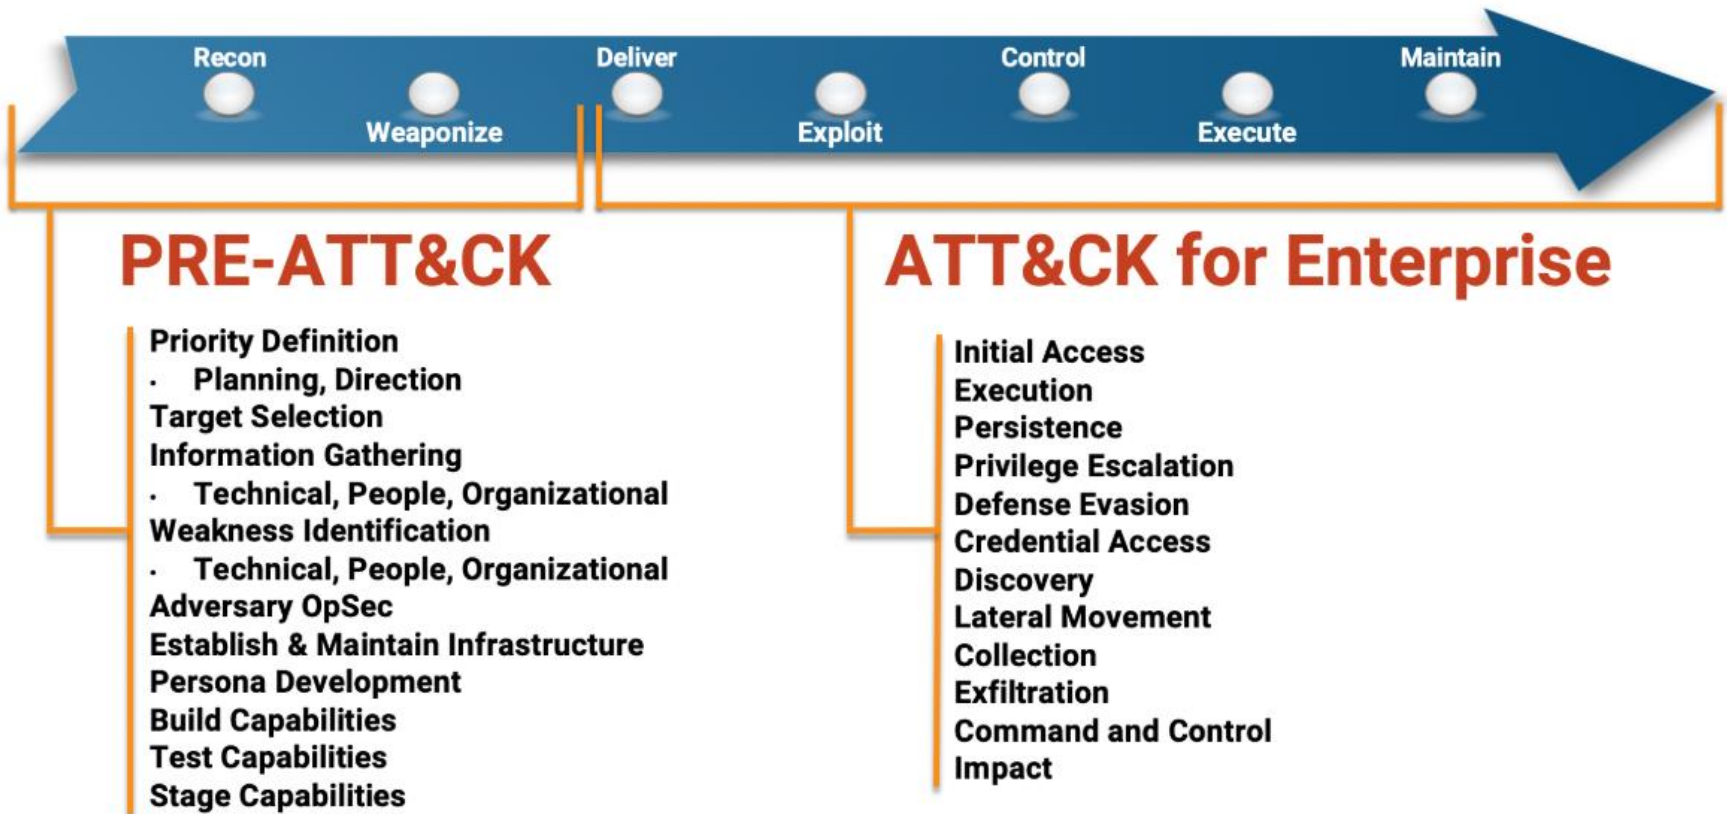 Recon
Weaponize
Deliver
Exploit
Control
Execute
Maintain
PRE-ATT&CK
Priority Definition
· Planning, Direction
Target Selection
Information Gathering
· Technical, People, Organizational
Weakness Identification
· Technical, People, Organizational
Adversary OpSec
Establish & Maintain Infrastructure
Persona Development
Build Capabilities
Test Capabilities
Stage Capabilities
ATT&CK for Enterprise
Initial Access
Execution
Persistence
Privilege Escalation
Defense Evasion
Credential Access
Discovery
Lateral Movement
Collection
Exfiltration
Command and Control
Impact